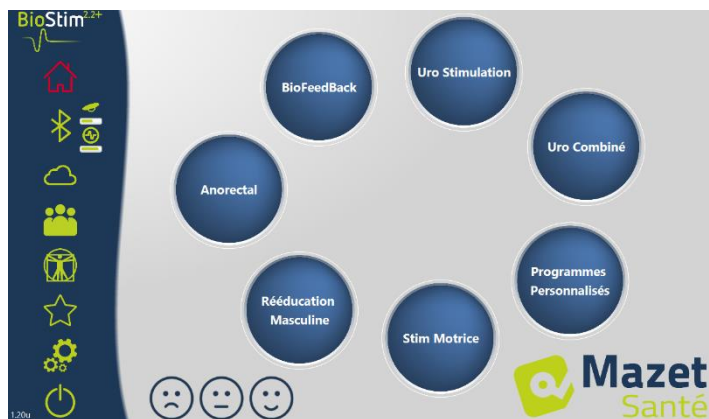 BioStim2.2+
Uro Stimulation
BioFeedBack
Uro Combiné
Anorectal
Programmes
Personnalisés
Rééducation
Masculine
Stim Motrice
Mazet
Santé
1.20u